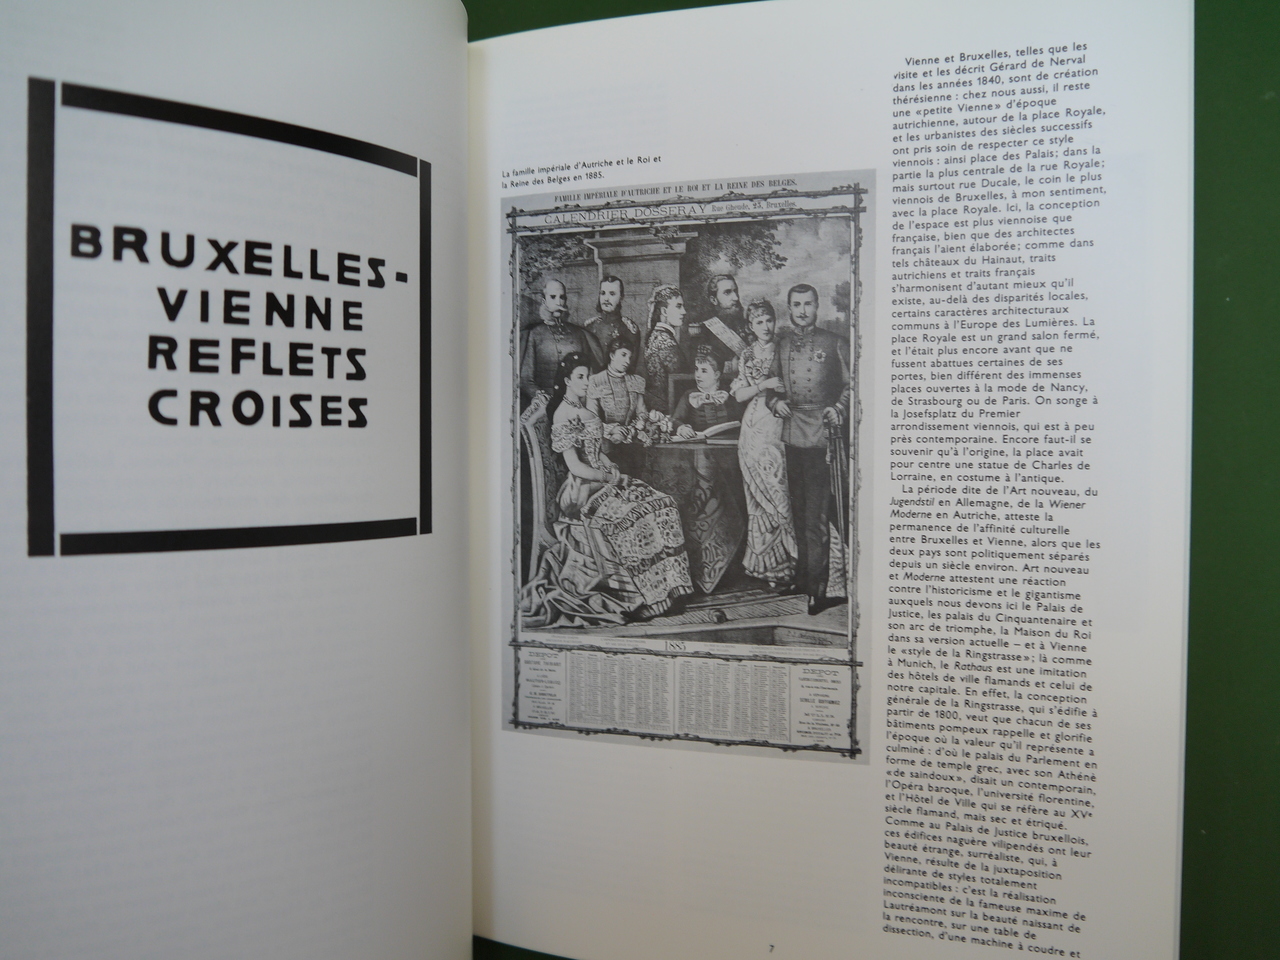 BRUXELLES-
VIENNE
REFLETS
CROISES
La famille impériale d'Autriche et le Roi et
la Reine des Belges en 1885.
FAMILLE IMPÉRIALE D'AUTRICHE ET LE ROI ET LA REINE DES BELGES.
CALENDRIER DOSSERAY Rue 25, Bruxelles.
1885
DEPOT
DEPOT
Vienne et Bruxelles, telles que les
visite et les décrit Gérard de Nerval
dans les années 1840, sont de création
thérésienne : chez nous aussi, il reste
une «petite Vienne» d'époque
autrichienne, autour de la place Royale,
et les urbanistes des siècles successifs
ont pris soin de respecter ce style
viennois : ainsi place des Palais; dans la
partie la plus centrale de la rue Royale;
mais surtout rue Ducale, le coin le plus
viennois de Bruxelles, à mon sentiment,
avec la place Royale. Ici, la conception
de l'espace est plus viennoise que
française, bien que des architectes
français l'aient élaborée; comme dans
tels châteaux du Hainaut, traits
autrichiens et traits français
s'harmonisent d'autant mieux qu'il
existe, au-delà des disparités locales,
certains caractères architecturaux
communs à l'Europe des Lumières. La
place Royale est un grand salon fermé,
et l'était plus encore avant que ne
fussent abattues certaines de ses
portes, bien différent des immenses
places ouvertes à la mode de Nancy,
de Strasbourg ou de Paris. On songe à
la Josefsplatz du Premier
arrondissement viennois, qui est à peu
près contemporaine. Encore faut-il se
souvenir qu'à l'origine, la place avait
pour centre une statue de Charles de
Lorraine, en costume à l'antique.
La période dite de l'Art nouveau, du
Jugendstil en Allemagne, de la Wiener
Moderne en Autriche, atteste la
permanence de l'affinité culturelle
entre Bruxelles et Vienne, alors que les
deux pays sont politiquement séparés
depuis un siècle environ. Art nouveau
et Moderne attestent une réaction
contre l'historicisme et le gigantisme
auxquels nous devons ici le Palais de
Justice, les palais du Cinquantenaire et
son arc de triomphe, la Maison du Roi
dans sa version actuelle – et à Vienne
le «style de la Ringstrasse»; là comme
à Munich, le Rathaus est une imitation
des hôtels de ville flamands et celui de
notre capitale. En effet, la conception
générale de la Ringstrasse, qui s'édifie à
partir de 1800, veut que chacun de ses
bâtiments pompeux rappelle et glorifie
l'époque où la valeur qu'il représente a
culminé : d'où le palais du Parlement en
forme de temple grec, avec son Athéné
«de saindoux», disait un contemporain,
l'Opéra baroque, l'université florentine,
et l'Hôtel de Ville qui se réfère au XVe
siècle flamand, mais sec et étriqué.
Comme au Palais de Justice bruxellois,
ces édifices naguère vilipendés ont leur
beauté étrange, surréaliste, qui, à
Vienne, résulte de la juxtaposition
délirante de styles totalement
incompatibles : c'est la réalisation
inconsciente de la fameuse maxime de
Lautréamont sur la beauté naissant de
la rencontre, sur une table de
dissection, d'une machine à coudre et
7